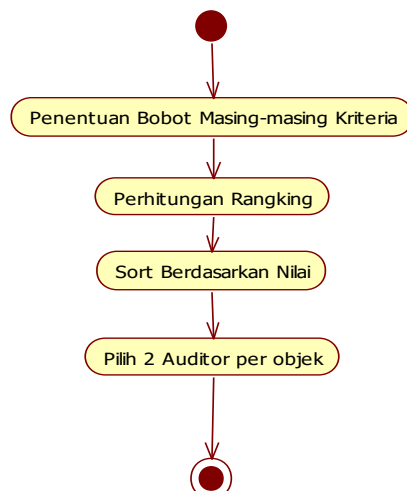 Penentuan Bobot Masing-masing Kriteria
Perhitungan Rangking
Sort Berdasarkan Nilai
Pilih 2 Auditor per objek